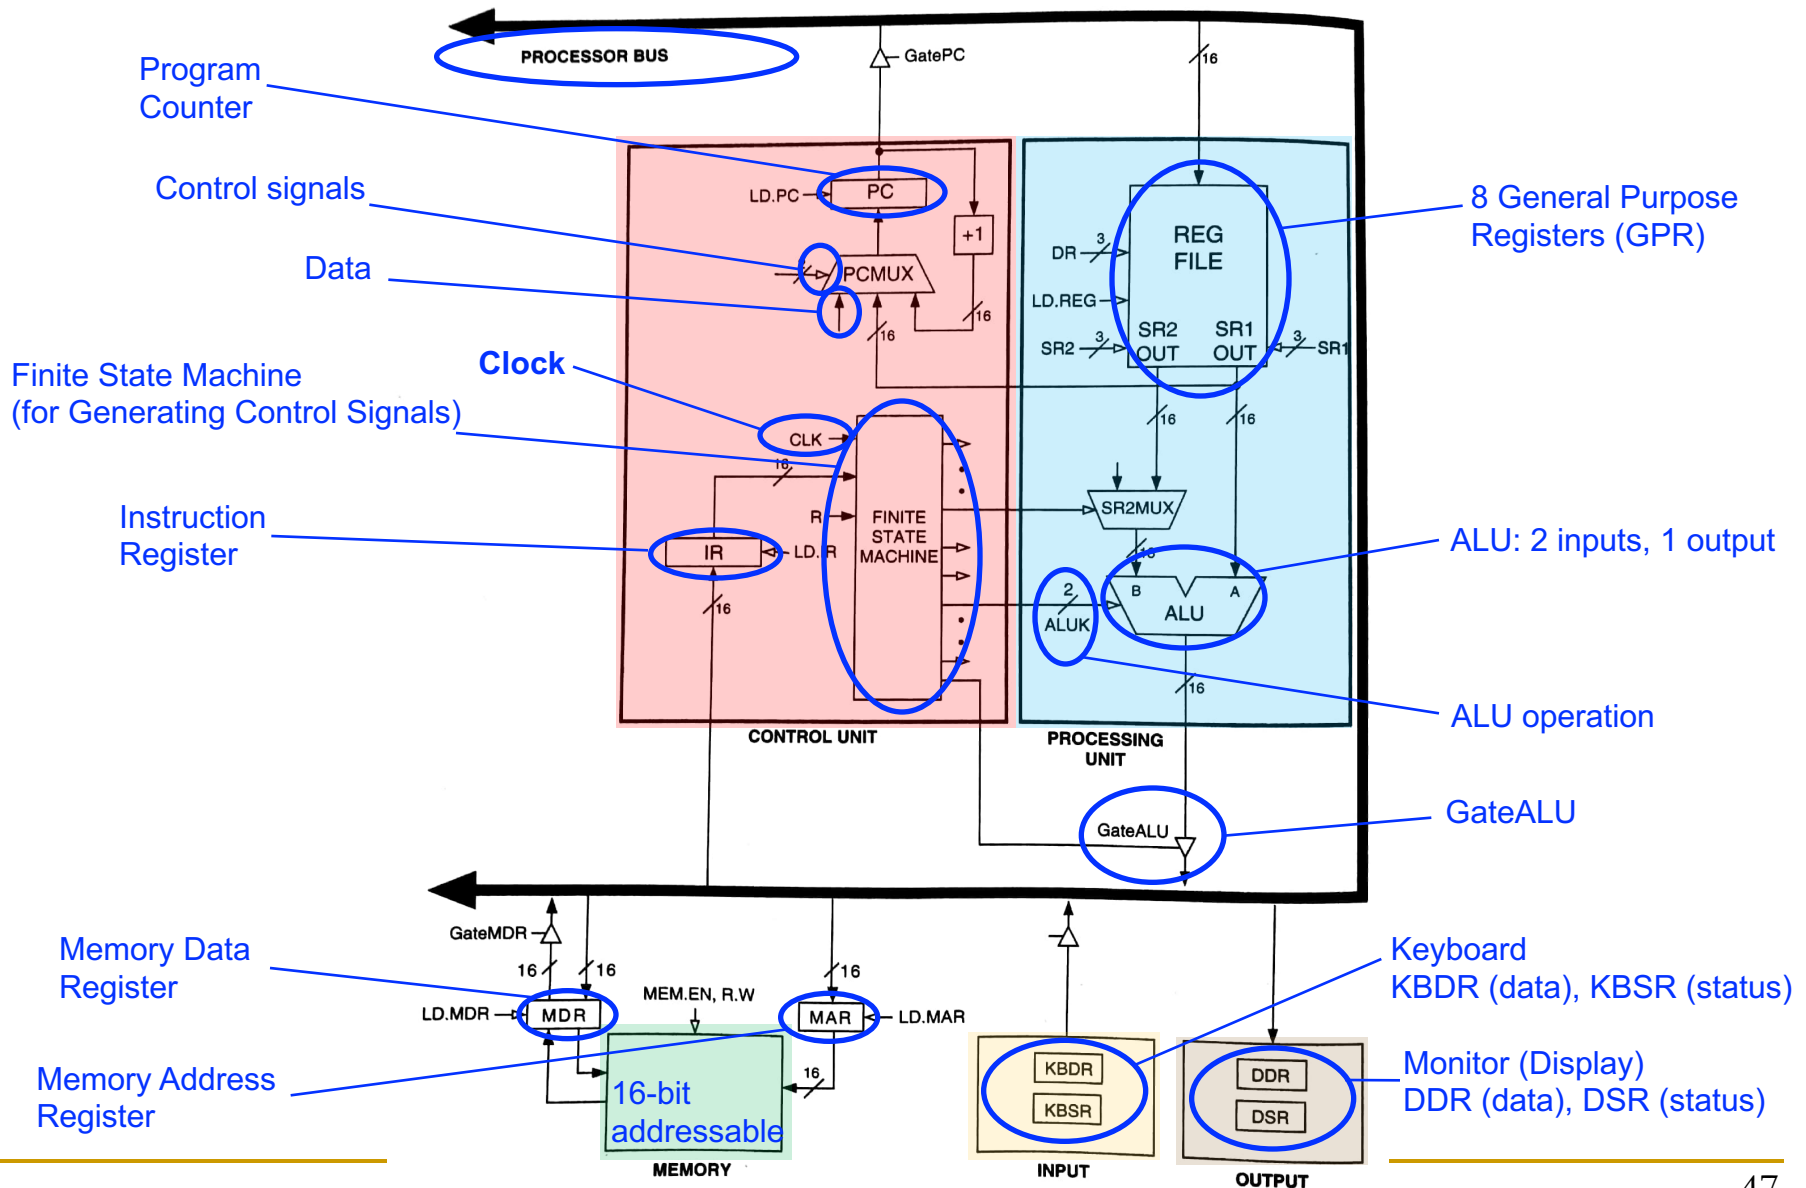 PROCESSOR BUS
GatePC
16
Program
Counter
Control signals
LD.PC
PC
+1
Data
PCMUX
16
16
REG
FILE
DR
3
LD.REG
SR2
3
SR2
OUT
SR1
OUT
3
SR1
8 General Purpose
Registers (GPR)
Finite State Machine
(for Generating Control Signals)
Clock
CLK
16
16
16
R
FINITE
STATE
MACHINE
SR2MUX
16
Instruction
Register
IR
LD.IR
16
ALU: 2 inputs, 1 output
B
A
ALU
2
ALUK
16
ALU operation
CONTROL UNIT
PROCESSING
UNIT
GateALU
GateALU
GateMDR
16
16
16
Memory Data
Register
LD.MDR
MDR
MEM.EN, R.W
MAR
LD.MAR
Keyboard
KBDR (data), KBSR (status)
Memory Address
Register
16-bit
addressable
16
KBDR
KBSR
DDR
DSR
Monitor (Display)
DDR (data), DSR (status)
MEMORY
INPUT
OUTPUT
47